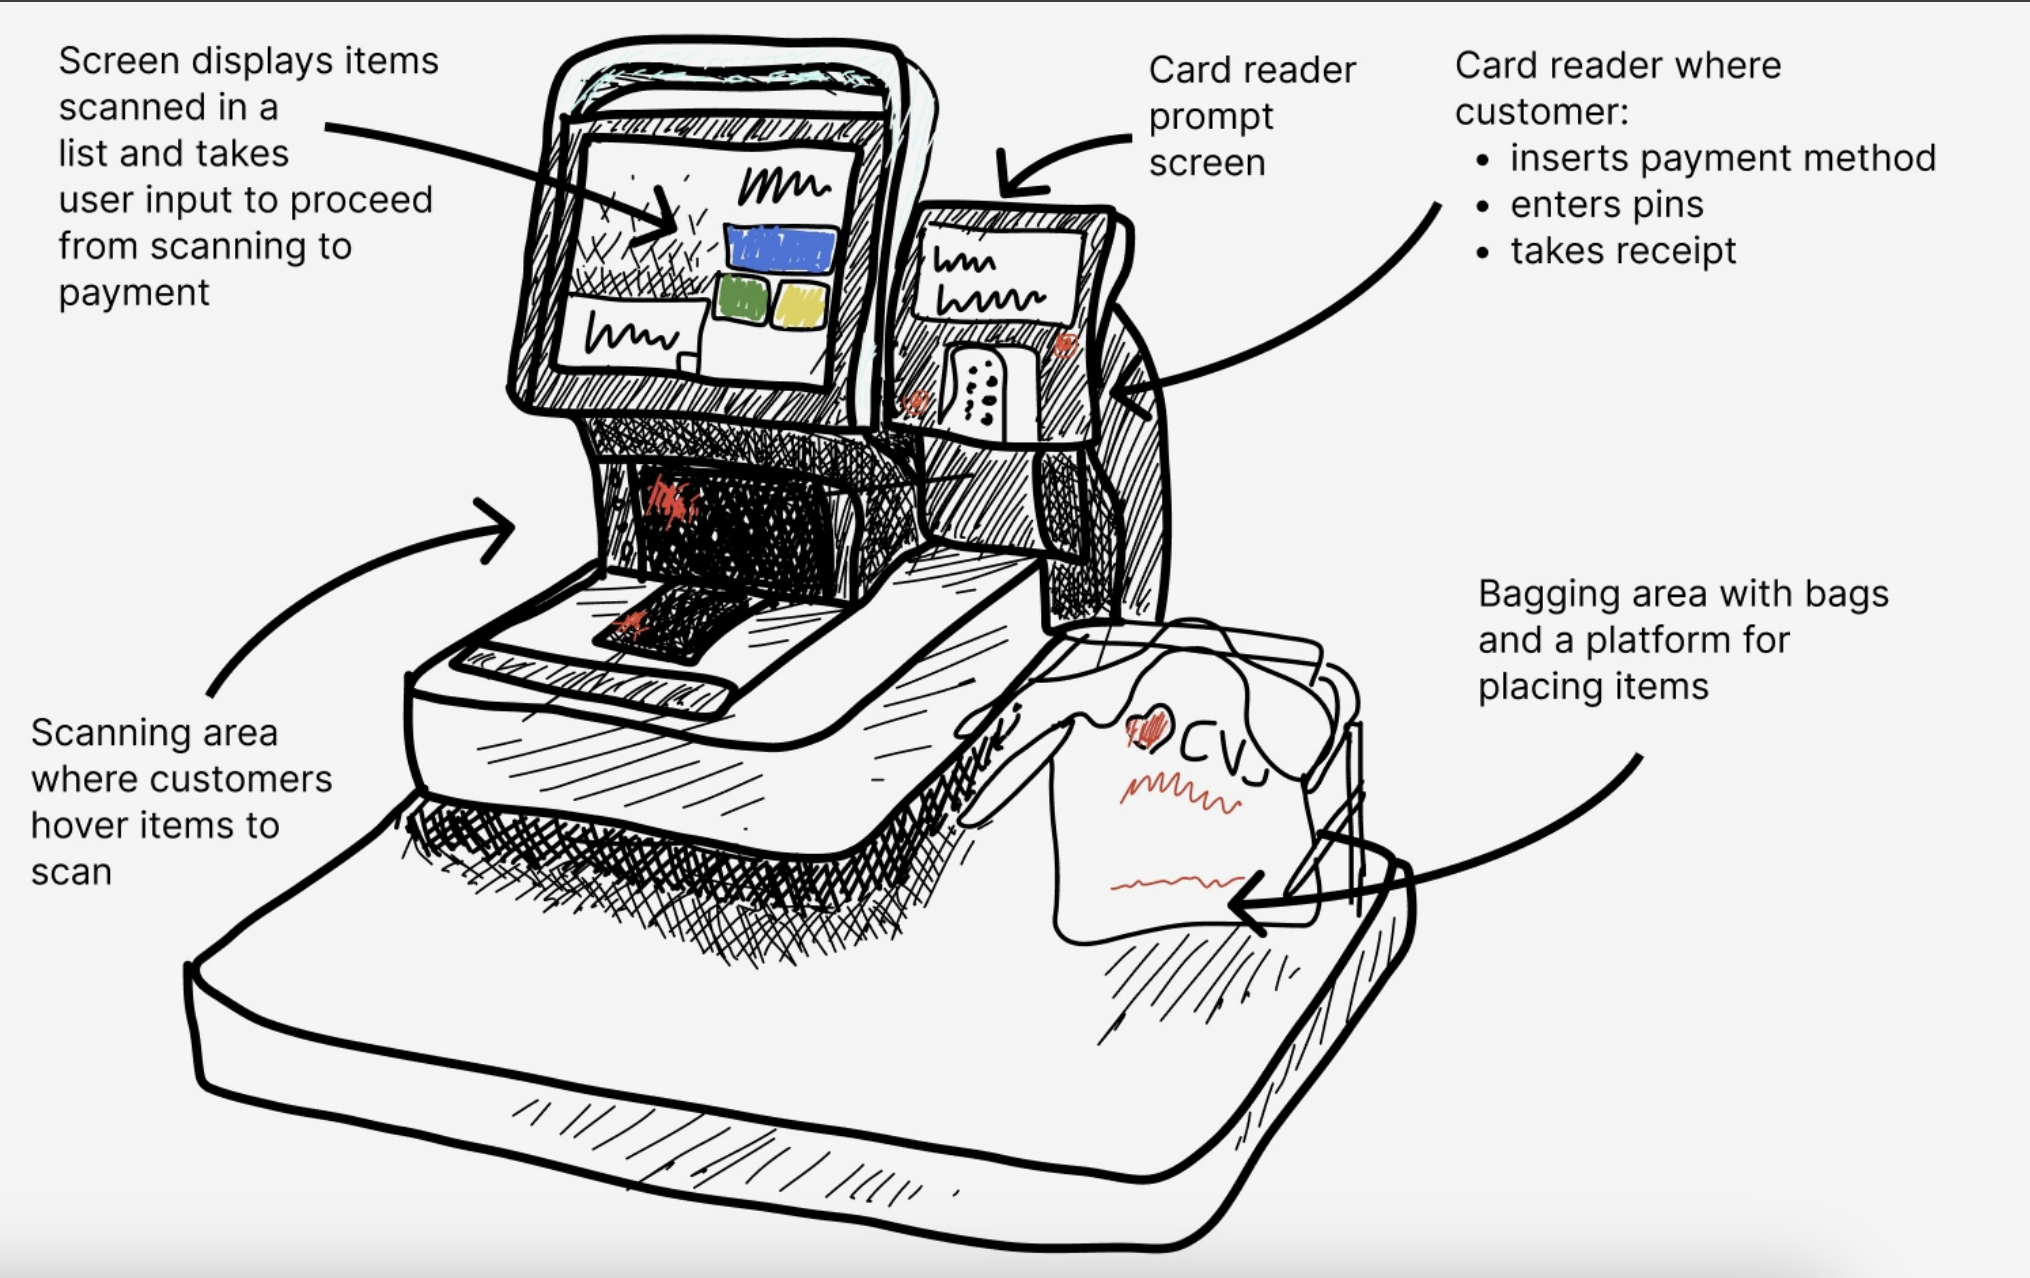 Screen displays items
scanned in a
list and takes
user input to proceed
from scanning to
payment
Card reader
prompt
screen
Card reader where
customer:
• inserts payment method
• enters pins
• takes receipt
Scanning area
where customers
hover items to
scan
Bagging area with bags
and a platform for
placing items
CVS